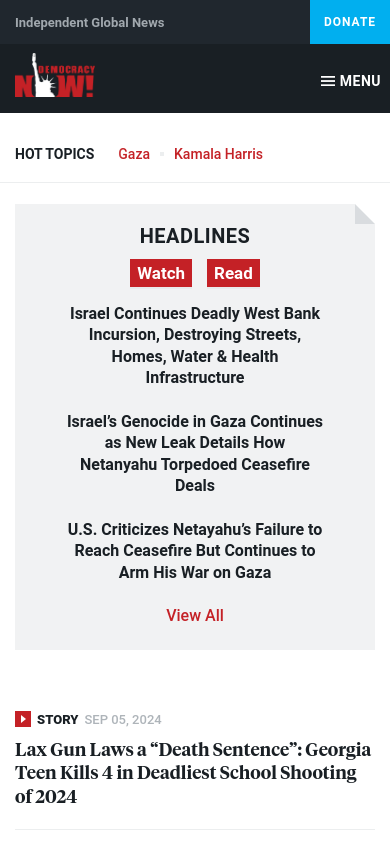 Independent Global News
DONATE
DEMOCRACY
NOW!
MENU
HOT TOPICS
Gaza
Kamala Harris
HEADLINES
Watch
Read
Israel Continues Deadly West Bank
Incursion, Destroying Streets,
Homes, Water & Health
Infrastructure
Israel’s Genocide in Gaza Continues
as New Leak Details How
Netanyahu Torpedoed Ceasefire
Deals
U.S. Criticizes Netayahu’s Failure to
Reach Ceasefire But Continues to
Arm His War on Gaza
View All
STORY SEP 05, 2024
Lax Gun Laws a “Death Sentence”: Georgia
Teen Kills 4 in Deadliest School Shooting
of 2024